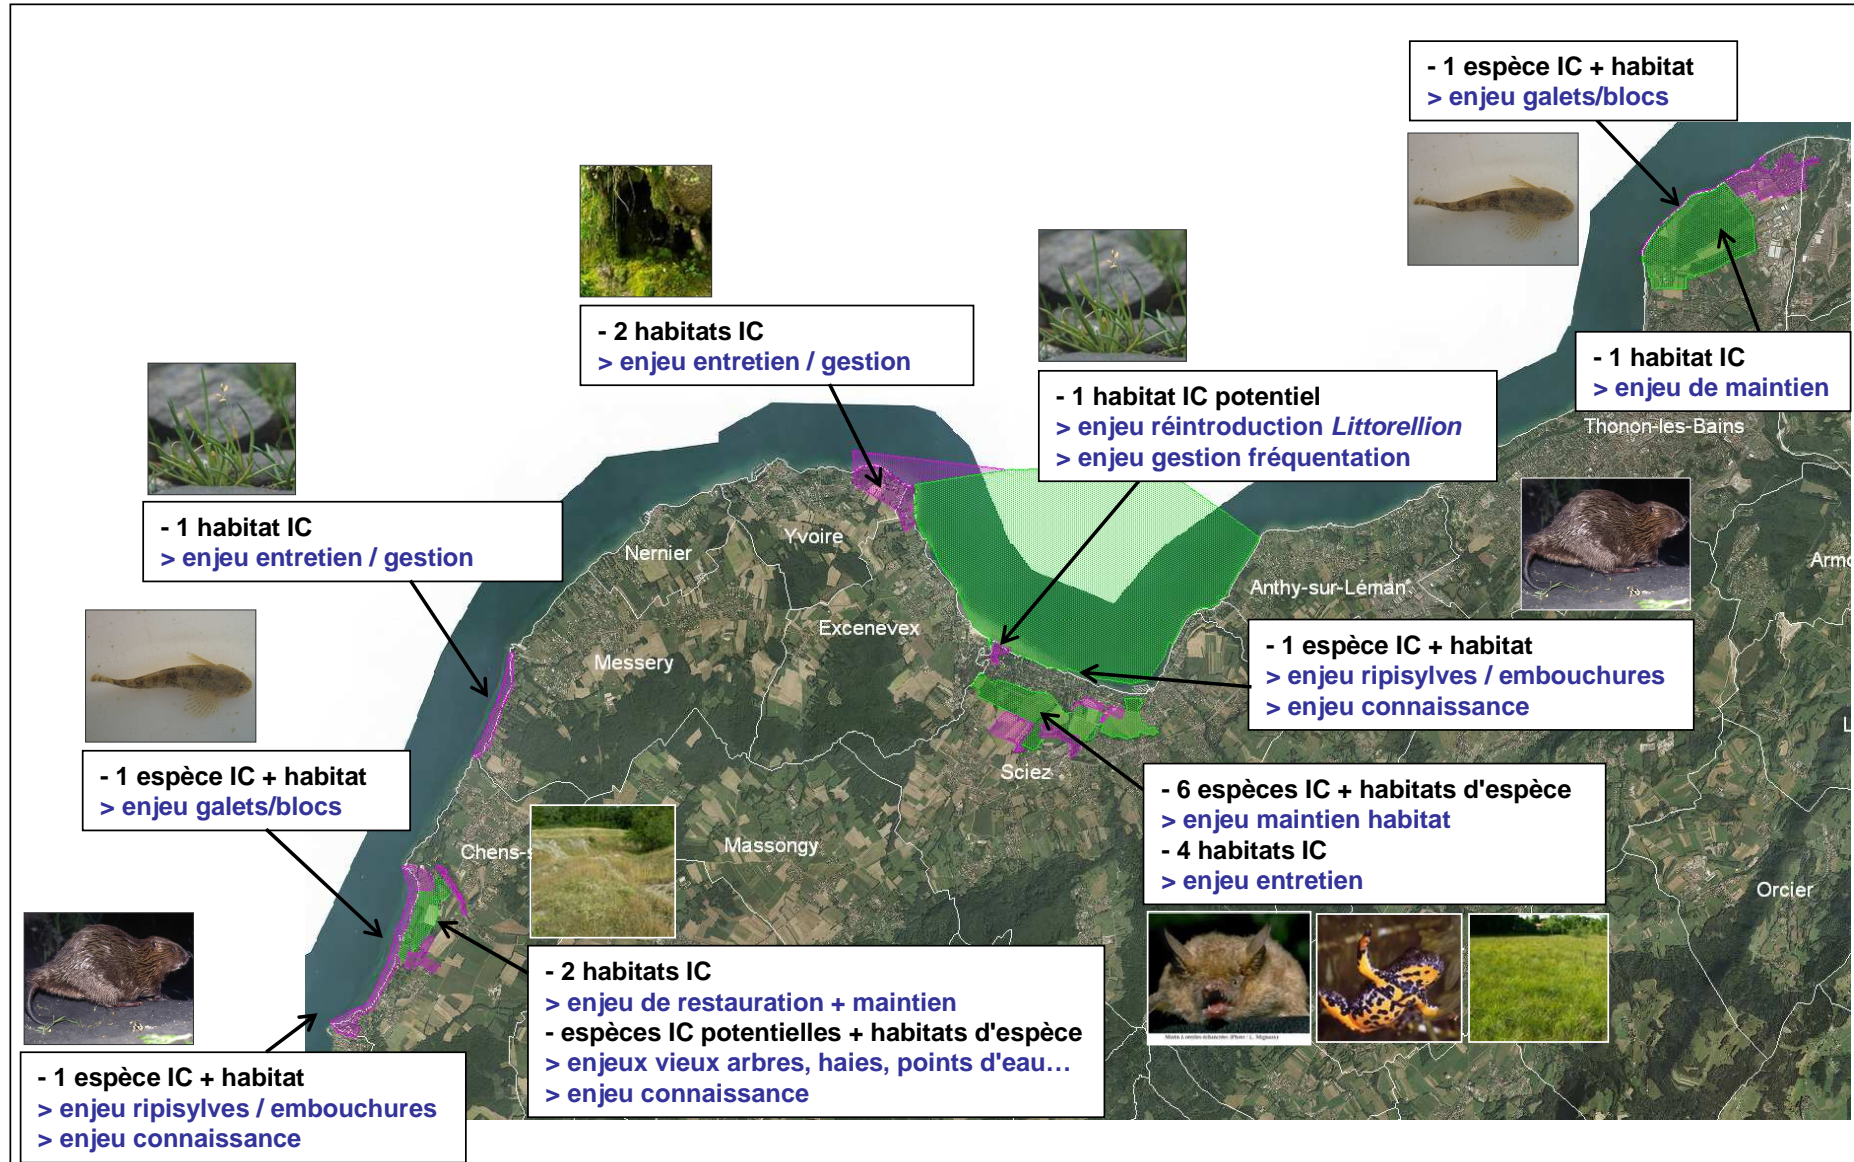 - 1 espèce IC + habitat
> enjeu galets/blocs
- 2 habitats IC
> enjeu entretien / gestion
- 1 habitat IC potentiel
> enjeu réintroduction Littorellion
> enjeu gestion fréquentation
- 1 habitat IC
> enjeu de maintien
Thonon-les-Bains
- 1 habitat IC
> enjeu entretien / gestion
Nernier
Yvoire
Anthy-sur-Léman
Armo
Excenevex
Messery
- 1 espèce IC + habitat
> enjeu ripisylves / embouchures
> enjeu connaissance
L
- 1 espèce IC + habitat
> enjeu galets/blocs
Sciez
- 6 espèces IC + habitats d'espèce
> enjeu maintien habitat
- 4 habitats IC
> enjeu entretien
Chens-s
Massongy
Orcier
- 2 habitats IC
> enjeu de restauration + maintien
- espèces IC potentielles + habitats d'espèce
> enjeux vieux arbres, haies, points d'eau…
> enjeu connaissance
- 1 espèce IC + habitat
> enjeu ripisylves / embouchures
> enjeu connaissance